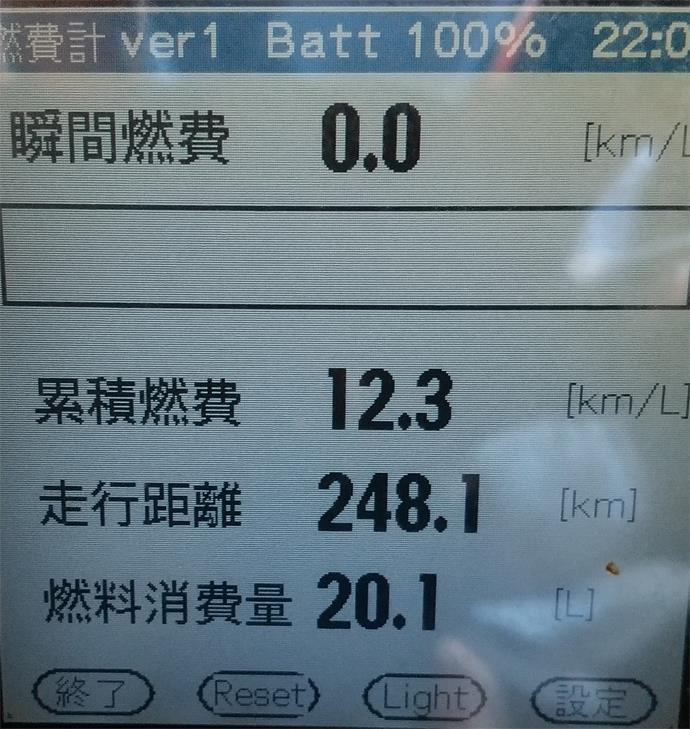 燃費計 ver1 Batt 100% 22:0
瞬間燃費 0.0 [km/L
累積燃費 12.3 [km/L]
走行距離 248.1 [km]
燃料消費量 20.1 [L]
終了 Reset Light 設定